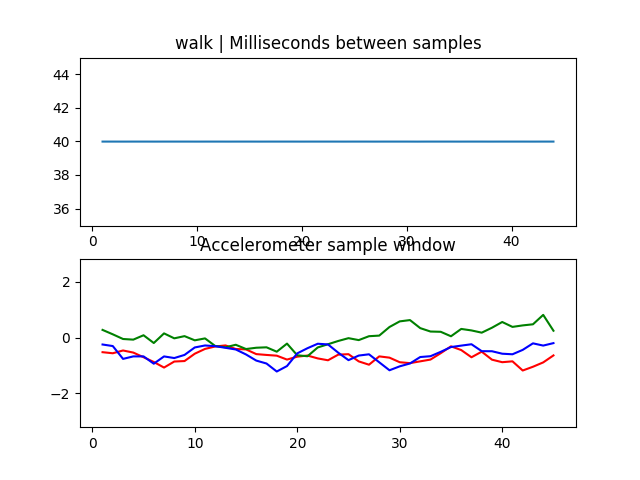 walk | Milliseconds between samples
44
42
40
38
36
0 10 20 30 40
Accelerometer sample window
2
0
−2
0 10 20 30 40